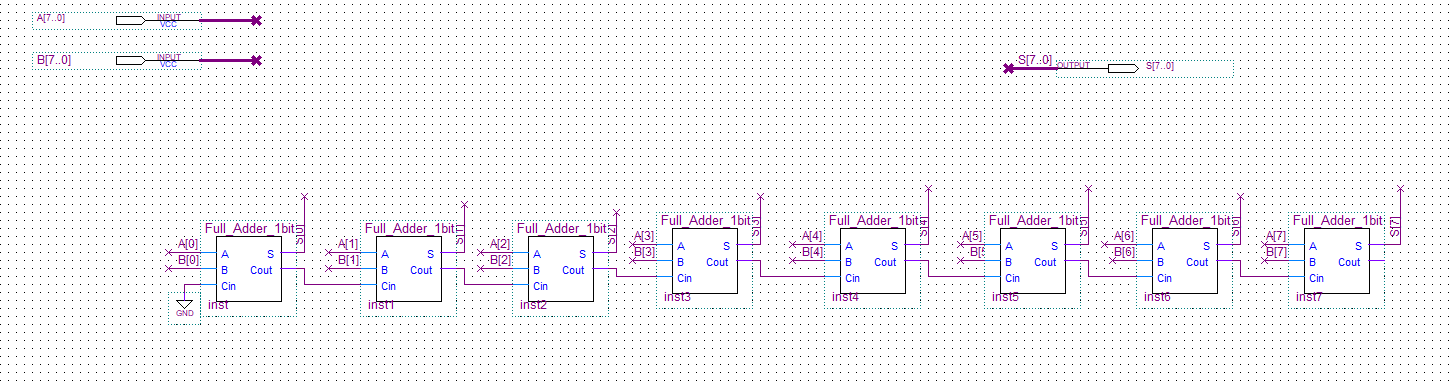 A[7..0]
INPUT
VCC
B[7..0]
INPUT
VCC
S[7..0]
OUTPUT
S[7..0]
Full_Adder_1bit
A[0]
B[0]
A
B
Cin
S
Cout
S[0]
inst
GND
Full_Adder_1bit
A[1]
B[1]
A
B
Cin
S
Cout
S[1]
inst1
Full_Adder_1bit
A[2]
B[2]
A
B
Cin
S
Cout
S[2]
inst2
Full_Adder_1bit
A[3]
B[3]
A
B
Cin
S
Cout
S[3]
inst3
Full_Adder_1bit
A[4]
B[4]
A
B
Cin
S
Cout
S[4]
inst4
Full_Adder_1bit
A[5]
A
B
Cin
S
Cout
S[5]
inst5
Full_Adder_1bit
A[6]
B[6]
A
B
Cin
S
Cout
S[6]
inst6
Full_Adder_1bit
A[7]
B[7]
A
B
Cin
S
Cout
S[7]
inst7